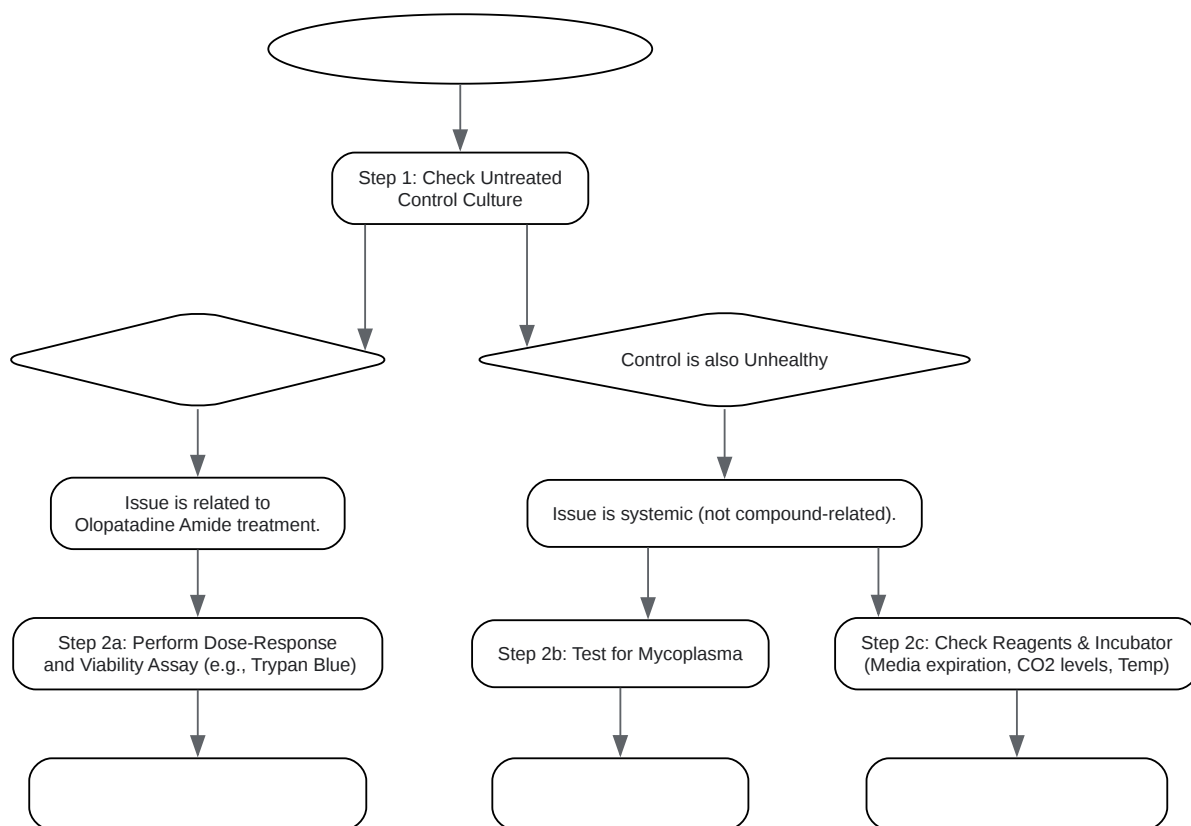 Step 1: Check Untreated
Control Culture
Control is also Unhealthy
Issue is related to
Olopatadine Amide treatment.
Issue is systemic (not compound-related).
Step 2a: Perform Dose-Response
and Viability Assay (e.g., Trypan Blue)
Step 2b: Test for Mycoplasma
Step 2c: Check Reagents & Incubator
(Media expiration, CO2 levels, Temp)